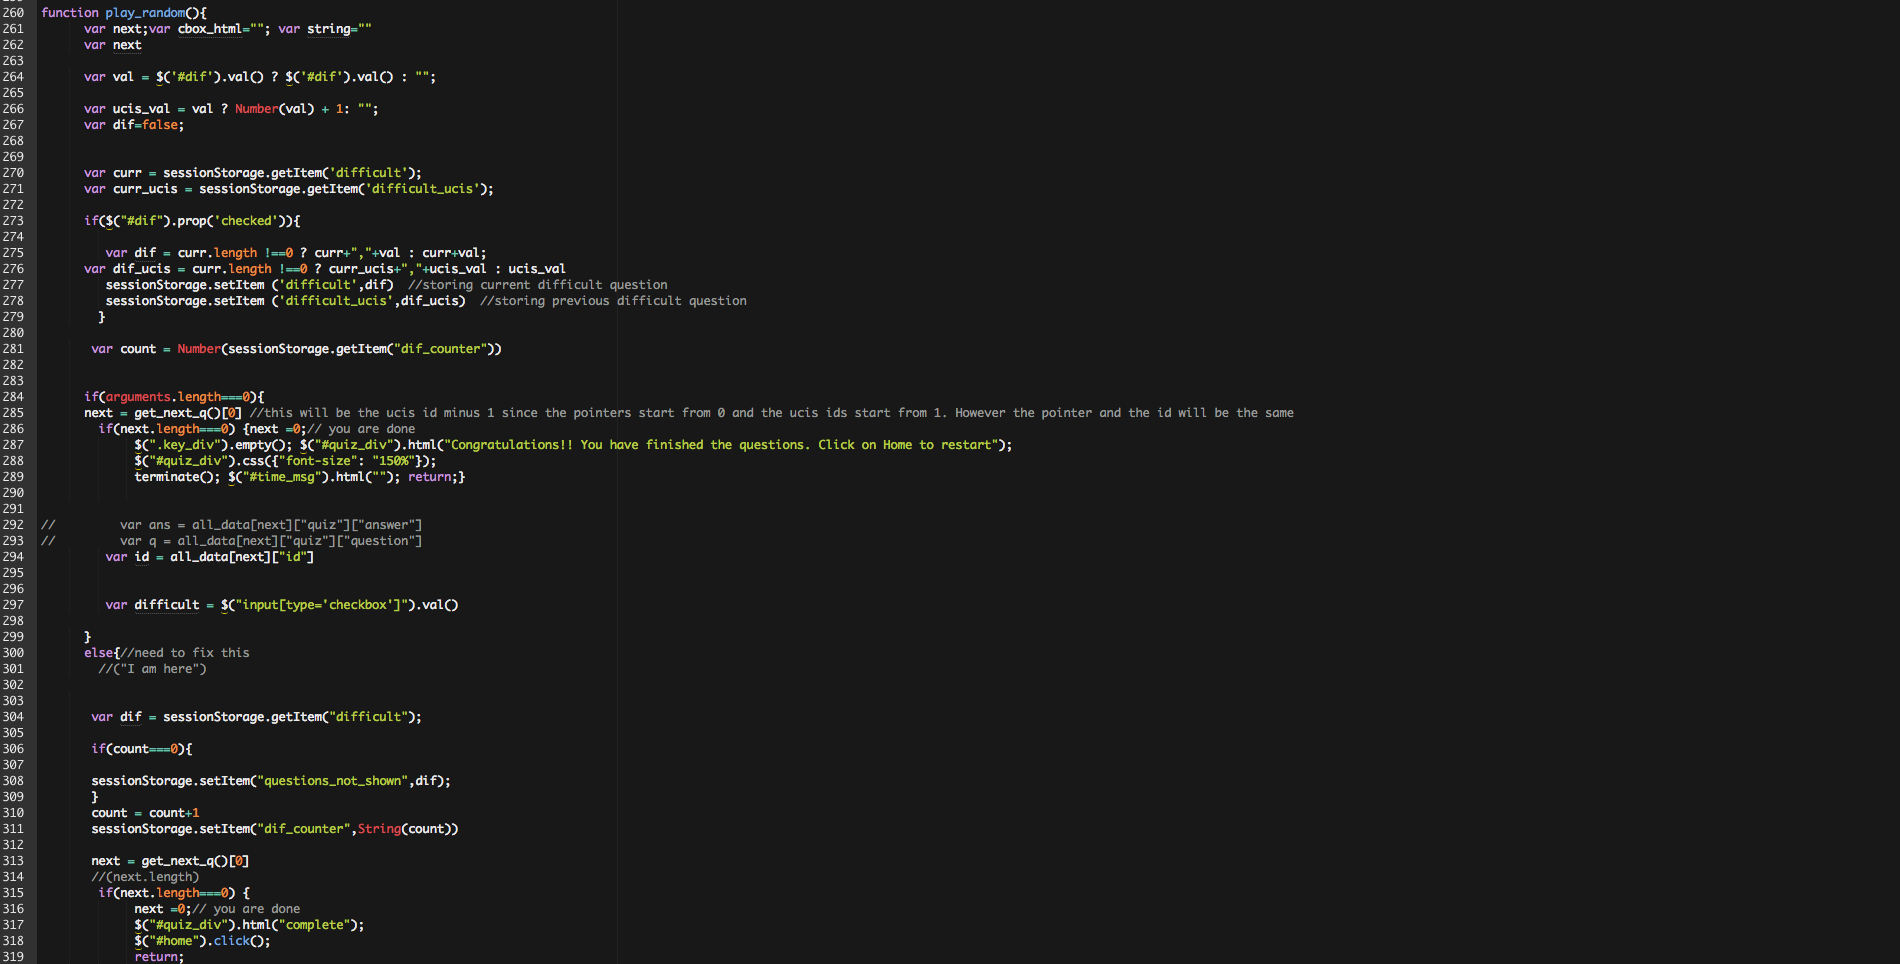 260 function play_random(){
261 var next;var cbox_html=""; var string=""
262 var next
263
264 var val = $('#dif').val() ? $('#dif').val() : "";
265
266 var ucis_val = val ? Number(val) + 1: "";
267 var dif=false;
268
269
270 var curr = sessionStorage.getItem('difficult');
271 var curr_ucis = sessionStorage.getItem('difficult_ucis');
272
273 if($("#dif").prop('checked')){
274
275 var dif = curr.length !==0 ? curr+","+val : curr+val;
276 var dif_ucis = curr.length !==0 ? curr_ucis+","+ucis_val : ucis_val
277 sessionStorage.setItem ('difficult',dif) //storing current difficult question
278 sessionStorage.setItem ('difficult_ucis',dif_ucis) //storing previous difficult question
279 }
280
281 var count = Number(sessionStorage.getItem("dif_counter"))
282
283
284 if(arguments.length===0){
285 next = get_next_q()[0] //this will be the ucis id minus 1 since the pointers start from 0 and the ucis ids start from 1. However the pointer and the id will be the same
286 if(next.length===0) {next =0;// you are done
287 $(".key_div").empty(); $("#quiz_div").html("Congratulations!! You have finished the questions. Click on Home to restart");
288 $("#quiz_div").css({"font-size": "150%"});
289 terminate(); $("#time_msg").html(""); return;}
290
291
292 // var ans = all_data[next]["quiz"]["answer"]
293 // var q = all_data[next]["quiz"]["question"]
294 var id = all_data[next]["id"]
295
296
297 var difficult = $("input[type='checkbox']").val()
298
299 }
300 else{//need to fix this
301 //("I am here")
302
303
304 var dif = sessionStorage.getItem("difficult");
305
306 if(count===0){
307
308 sessionStorage.setItem("questions_not_shown",dif);
309 }
310 count = count+1
311 sessionStorage.setItem("dif_counter",String(count))
312
313 next = get_next_q()[0]
314 //(next.length)
315 if(next.length===0) {
316 next =0;// you are done
317 $("#quiz_div").html("complete");
318 $("#home").click();
319 return;